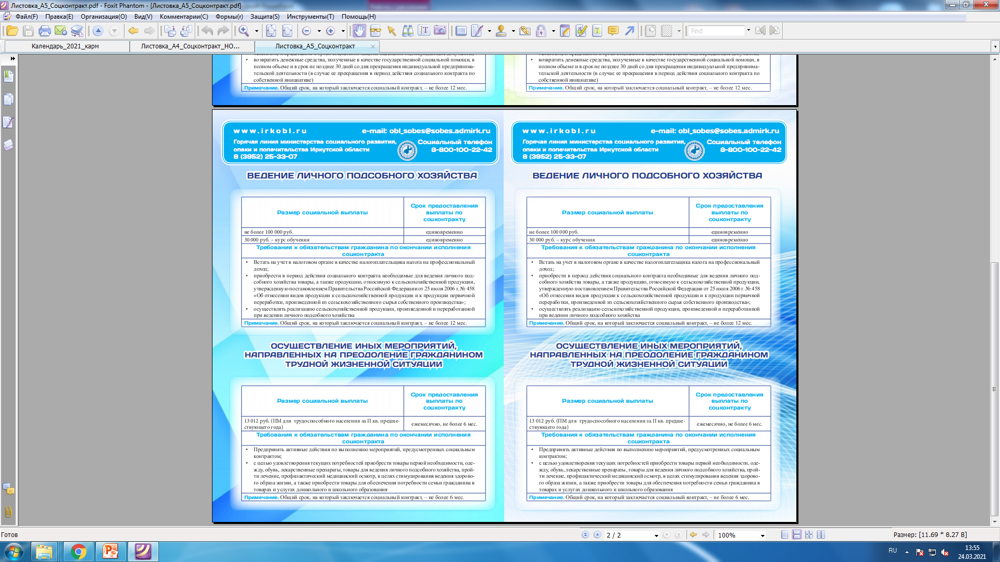 Листовка_А5_Соцконтракт.pdf - Foxit Phantom - [Листовка_А5_Соцконтракт.pdf]
Файл(F) Правка(E) Организация(O) Вид(V) Комментарии(C) Формы(r) Защита(S) Инструменты(T) Помощь(H)
Find
Календарь_2021_карм Листовка_А4_Соцконтракт_НО... Листовка_А5_Соцконтракт
• возвратить денежные средства, полученные в качестве государственной социальной помощи, в
полном объеме и в срок не позднее 30 дней со дня прекращения индивидуальной предпринима-
тельской деятельности (в случае ее прекращения в период действия социального контракта по
собственной инициативе)
Примечание. Общий срок, на который заключается социальный контракт, – не более 12 мес.
• возвратить денежные средства, полученные в качестве государственной социальной помощи, в
полном объеме и в срок не позднее 30 дней со дня прекращения индивидуальной предпринима-
тельской деятельности (в случае ее прекращения в период действия социального контракта по
собственной инициативе)
Примечание. Общий срок, на который заключается социальный контракт, – не более 12 мес.
www.irkobl.ru e-mail: obl_sobes@sobes.admirk.ru
Горячая линия министерства социального развития,
опеки и попечительства Иркутской области
8 (3952) 25-33-07
Социальный телефон
8-800-100-22-42
ВЕДЕНИЕ ЛИЧНОГО ПОДСОБНОГО ХОЗЯЙСТВА
Размер социальной выплаты
Срок предоставления
выплаты по
соцконтракту
не более 100 000 руб. единовременно
30 000 руб. – курс обучения единовременно
Требования к обязательствам гражданина по окончании исполнения
соцконтракта
• Встать на учет в налоговом органе в качестве налогоплательщика налога на профессиональный
доход;
• приобрести в период действия социального контракта необходимые для ведения личного под-
собного хозяйства товары, а также продукцию, относимую к сельскохозяйственной продукции,
утвержденную постановлением Правительства Российской Федерации от 25 июля 2006 г. № 458
«Об отнесении видов продукции к сельскохозяйственной продукции и к продукции первичной
переработки, произведенной из сельскохозяйственного сырья собственного производства»;
• осуществлять реализацию сельскохозяйственной продукции, произведенной и переработанной
при ведении личного подсобного хозяйства
Примечание. Общий срок, на который заключается социальный контракт, – не более 12 мес.
ОСУЩЕСТВЛЕНИЕ ИНЫХ МЕРОПРИЯТИЙ,
НАПРАВЛЕННЫХ НА ПРЕОДОЛЕНИЕ ГРАЖДАНИНОМ
ТРУДНОЙ ЖИЗНЕННОЙ СИТУАЦИИ
Размер социальной выплаты
Срок предоставления
выплаты по
соцконтракту
13 012 руб. (ПМ для трудоспособного населения за II кв. предше-
ствующего года)
ежемесячно, не более 6 мес.
Требования к обязательствам гражданина по окончании исполнения
соцконтракта
• Предпринять активные действия по выполнению мероприятий, предусмотренных социальным
контрактом;
• с целью удовлетворения текущих потребностей приобрести товары первой необходимости, оде-
жду, обувь, лекарственные препараты, товары для ведения личного подсобного хозяйства, прой-
ти лечение, профилактический медицинский осмотр, в целях стимулирования ведения здорово-
го образа жизни, а также приобрести товары для обеспечения потребности семьи гражданина в
товарах и услугах дошкольного и школьного образования
Примечание. Общий срок, на который заключается социальный контракт, – не более 6 мес.
www.irkobl.ru e-mail: obl_sobes@sobes.admirk.ru
Горячая линия министерства социального развития,
опеки и попечительства Иркутской области
8 (3952) 25-33-07
Социальный телефон
8-800-100-22-42
ВЕДЕНИЕ ЛИЧНОГО ПОДСОБНОГО ХОЗЯЙСТВА
Размер социальной выплаты
Срок предоставления
выплаты по
соцконтракту
не более 100 000 руб. единовременно
30 000 руб. – курс обучения единовременно
Требования к обязательствам гражданина по окончании исполнения
соцконтракта
• Встать на учет в налоговом органе в качестве налогоплательщика налога на профессиональный
доход;
• приобрести в период действия социального контракта необходимые для ведения личного под-
собного хозяйства товары, а также продукцию, относимую к сельскохозяйственной продукции,
утвержденную постановлением Правительства Российской Федерации от 25 июля 2006 г. № 458
«Об отнесении видов продукции к сельскохозяйственной продукции и к продукции первичной
переработки, произведенной из сельскохозяйственного сырья собственного производства»;
• осуществлять реализацию сельскохозяйственной продукции, произведенной и переработанной
при ведении личного подсобного хозяйства
Примечание. Общий срок, на который заключается социальный контракт, – не более 12 мес.
ОСУЩЕСТВЛЕНИЕ ИНЫХ МЕРОПРИЯТИЙ,
НАПРАВЛЕННЫХ НА ПРЕОДОЛЕНИЕ ГРАЖДАНИНОМ
ТРУДНОЙ ЖИЗНЕННОЙ СИТУАЦИИ
Размер социальной выплаты
Срок предоставления
выплаты по
соцконтракту
13 012 руб. (ПМ для трудоспособного населения за II кв. предше-
ствующего года)
ежемесячно, не более 6 мес.
Требования к обязательствам гражданина по окончании исполнения
соцконтракта
• Предпринять активные действия по выполнению мероприятий, предусмотренных социальным
контрактом;
• с целью удовлетворения текущих потребностей приобрести товары первой необходимости, оде-
жду, обувь, лекарственные препараты, товары для ведения личного подсобного хозяйства, прой-
ти лечение, профилактический медицинский осмотр, в целях стимулирования ведения здорово-
го образа жизни, а также приобрести товары для обеспечения потребности семьи гражданина в
товарах и услугах дошкольного и школьного образования
Примечание. Общий срок, на который заключается социальный контракт, – не более 6 мес.
Готов 2 / 2 100% Размер: [11.69 * 8.27 В]
RU 13:55
24.03.2021